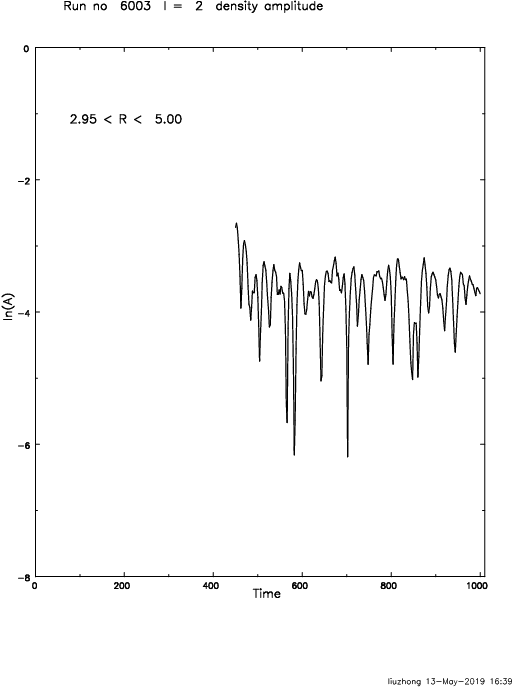 Run no 6003 l = 2 density amplitude
0
2.95 < R < 5.00
-2
ln(A)
-4
-6
-8
0 200 400 600 800 1000
Time
liuzhong 13-May-2019 16:39